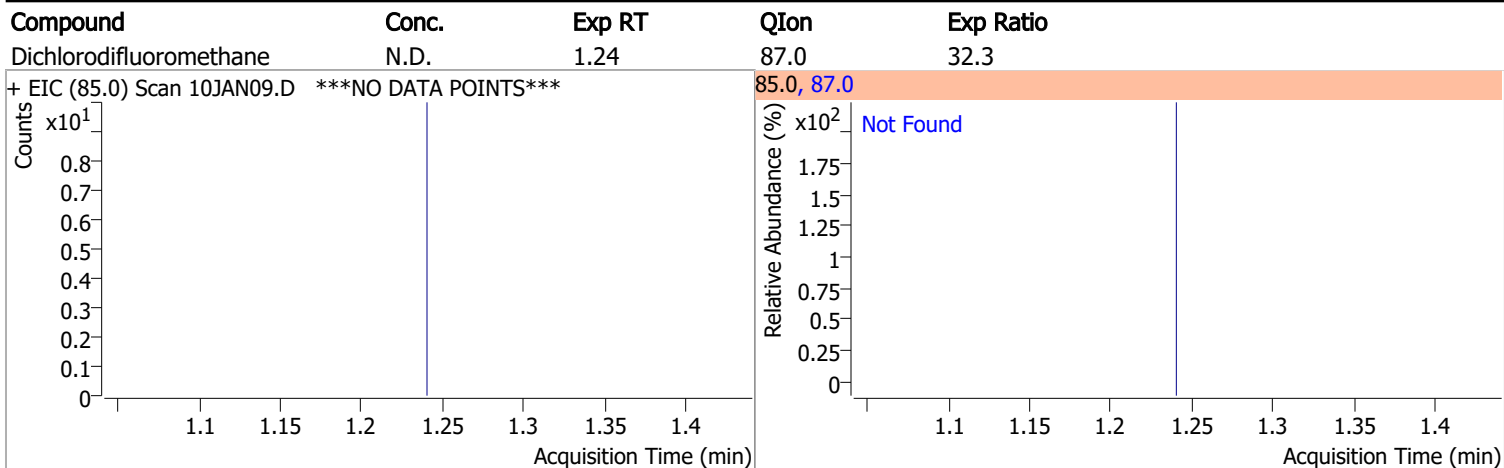 Compound Conc. Exp RT QIon Exp Ratio
Dichlorodifluoromethane N.D. 1.24 87.0 32.3
+ EIC (85.0) Scan 10JAN09.D ***NO DATA POINTS***
Counts
x10¹
0.8
0.7
0.6
0.5
0.4
0.3
0.2
0.1
0
1.1 1.15 1.2 1.25 1.3 1.35 1.4
Acquisition Time (min)
85.0, 87.0
Relative Abundance (%)
x10²
Not Found
1.75
1.5
1.25
1
0.75
0.5
0.25
0
1.1 1.15 1.2 1.25 1.3 1.35 1.4
Acquisition Time (min)